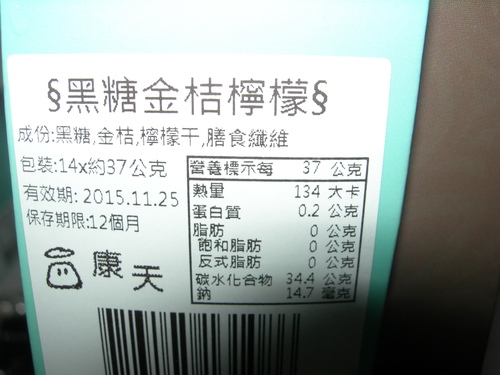 §黑糖金桔檸檬§
成份:黑糖,金桔,檸檬干,膳食纖維
包裝:14x約37公克
有效期: 2015.11.25
保存期限:12個月
康天
營養標示每 37 公克
熱量 134 大卡
蛋白質 0.2 公克
脂肪 0 公克
飽和脂肪 0 公克
反式脂肪 0 公克
碳水化合物 34.4 公克
鈉 14.7 毫克